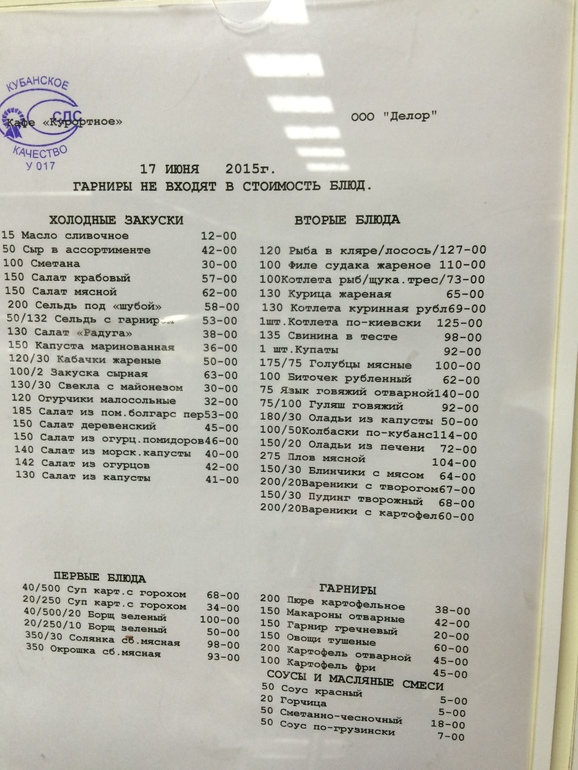 КУБАНСКОЕ
СДС
КАЧЕСТВО
У 017
Кафе «Курортное»
ООО "Делор"
17 ИЮНЯ 2015г.
ГАРНИРЫ НЕ ВХОДЯТ В СТОИМОСТЬ БЛЮД.
ХОЛОДНЫЕ ЗАКУСКИ
15 Масло сливочное 12-00
50 Сыр в ассортименте 42-00
100 Сметана 30-00
150 Салат крабовый 57-00
150 Салат мясной 62-00
200 Сельдь под «шубой» 58-00
50/132 Сельдь с гарнир 53-00
130 Салат «Радуга» 38-00
150 Капуста маринованная 36-00
120/30 Кабачки жареные 50-00
100/2 Закуска сырная 63-00
130/30 Свекла с майонезом 30-00
120 Огурчики малосольные 32-00
185 Салат из пом.болгарс пер53-00
150 Салат деревенский 45-00
150 Салат из огурц.помидоров46-00
140 Салат из морск.капусты 40-00
142 Салат из огурцов 42-00
130 Салат из капусты 41-00
ВТОРЫЕ БЛЮДА
120 Рыба в кляре/лосось/127-00
100 Филе судака жареное 110-00
100Котлета рыб/щука.трес/73-00
130 Курица жареная 65-00
130 Котлета куринная рубл69-00
1шт.Котлета по-киевски 125-00
135 Свинина в тесте 98-00
1 шт.Купаты 92-00
175/75 Голубцы мясные 100-00
100 Биточек рубленный 62-00
75 Язык говяжий отварной140-00
75/100 Гуляш говяжий 92-00
180/30 Оладьи из капусты 50-00
100/50Колбаски по-кубанс114-00
150/20 Оладьи из печени 72-00
275 Плов мясной 104-00
150/30 Блинчики с мясом 64-00
200/20Вареники с творогом67-00
150/30 Пудинг творожный 68-00
200/20Вареники с картофел60-00
ПЕРВЫЕ БЛЮДА
40/500 Суп карт.с горохом 68-00
20/250 Суп карт.с горохом 34-00
40/500/20 Борщ зеленый 100-00
20/250/10 Борщ зеленый 50-00
350/30 Солянка сб.мясная 98-00
350 Окрошка сб.мясная 93-00
ГАРНИРЫ
200 Пюре картофельное 38-00
150 Макароны отварные 42-00
150 Гарнир гречневый 20-00
150 Овощи тушеные 60-00
200 Картофель отварной 45-00
100 Картофель фри 45-00
СОУСЫ И МАСЛЯНЫЕ СМЕСИ
50 Соус красный 5-00
20 Горчица 5-00
50 Сметанно-чесночный 18-00
50 Соус по-грузински 7-00